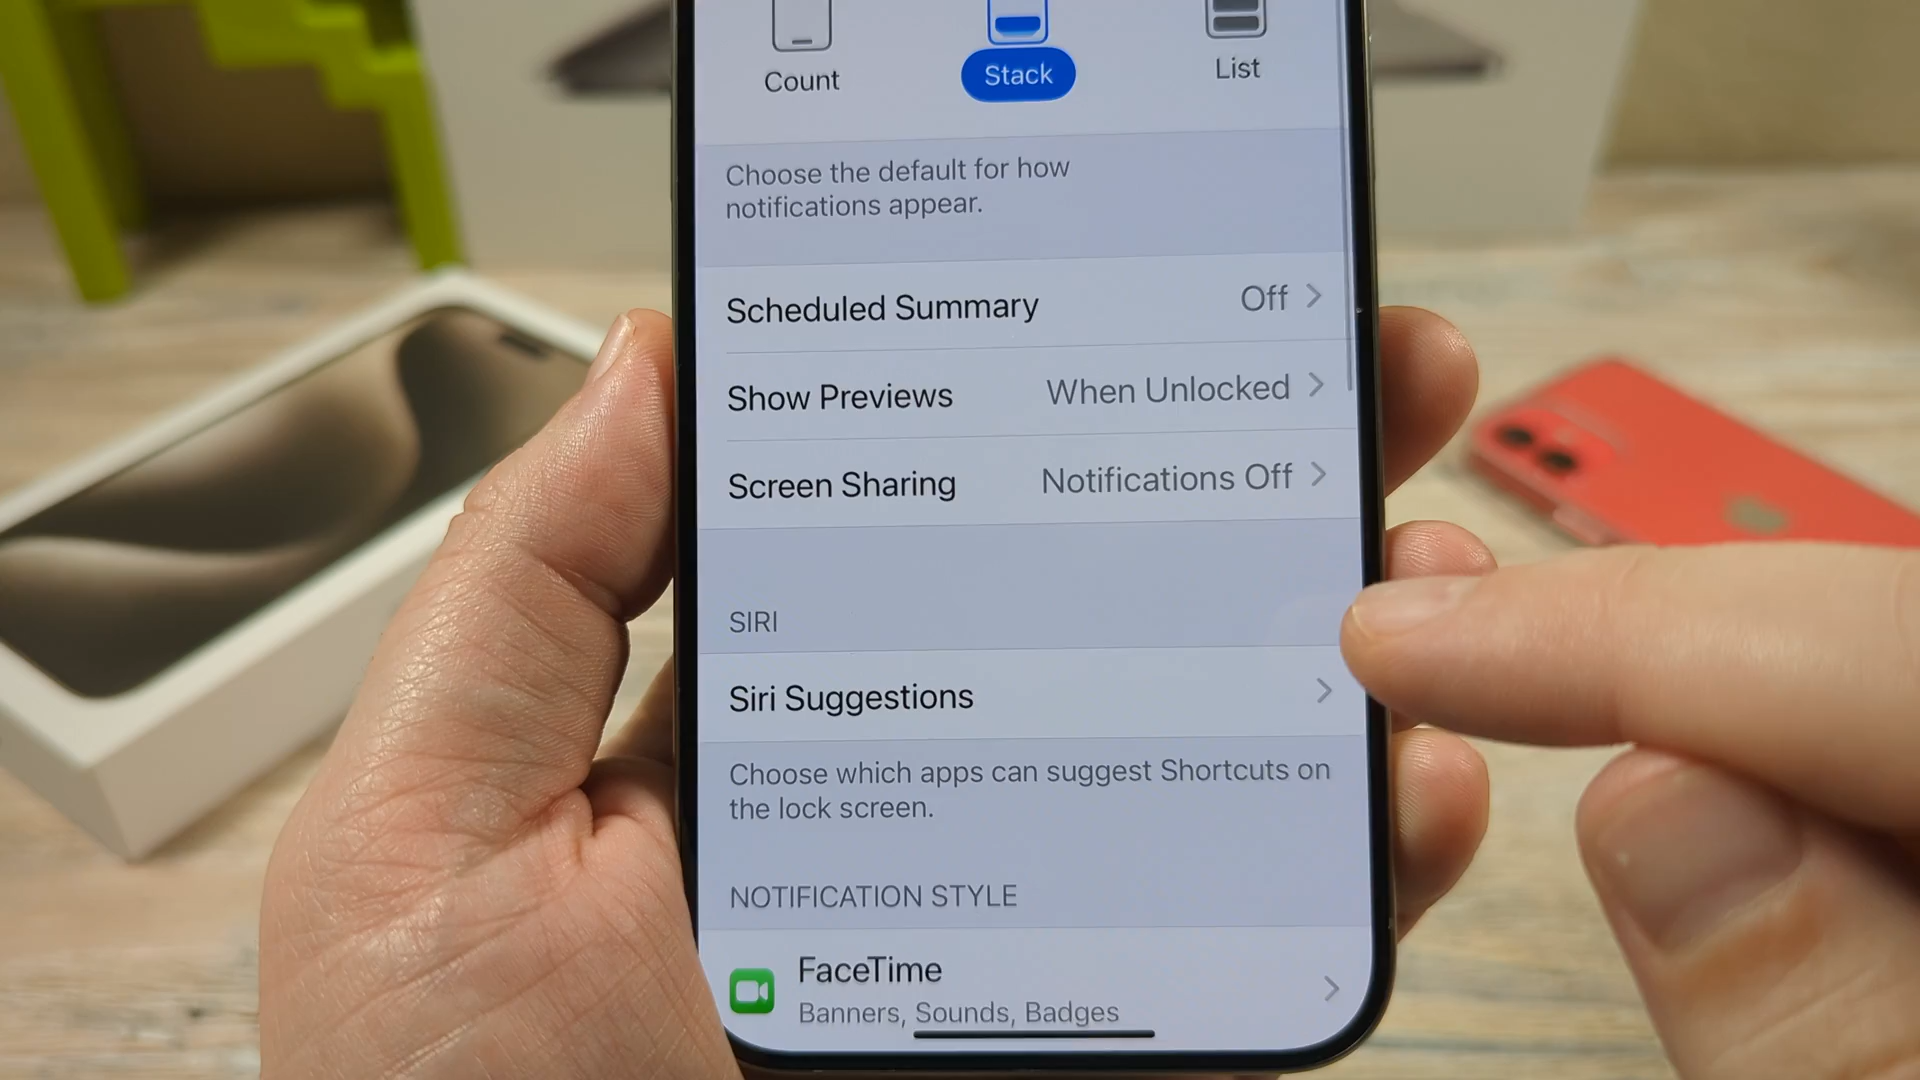 Count
Stack
List
Choose the default for how
notifications appear.
Scheduled Summary Off
Show Previews When Unlocked
Screen Sharing Notifications Off
SIRI
Siri Suggestions
Choose which apps can suggest Shortcuts on
the lock screen.
NOTIFICATION STYLE
FaceTime
Banners, Sounds, Badges